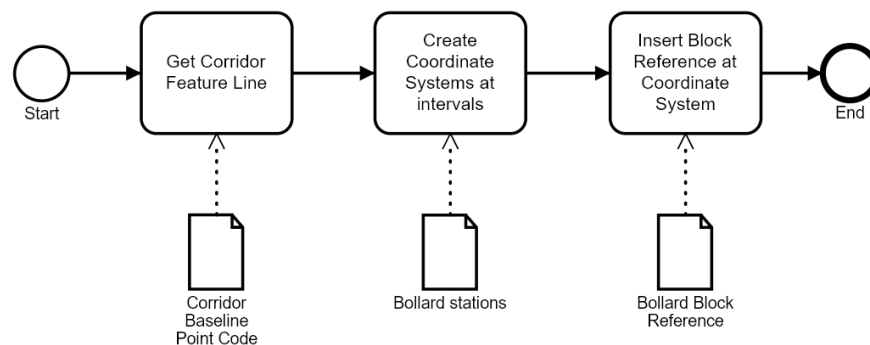 Start
Get Corridor
Feature Line
Create
Coordinate
Systems at
intervals
Insert Block
Reference at
Coordinate
System
End
Corridor
Baseline
Point Code
Bollard stations
Bollard Block
Reference